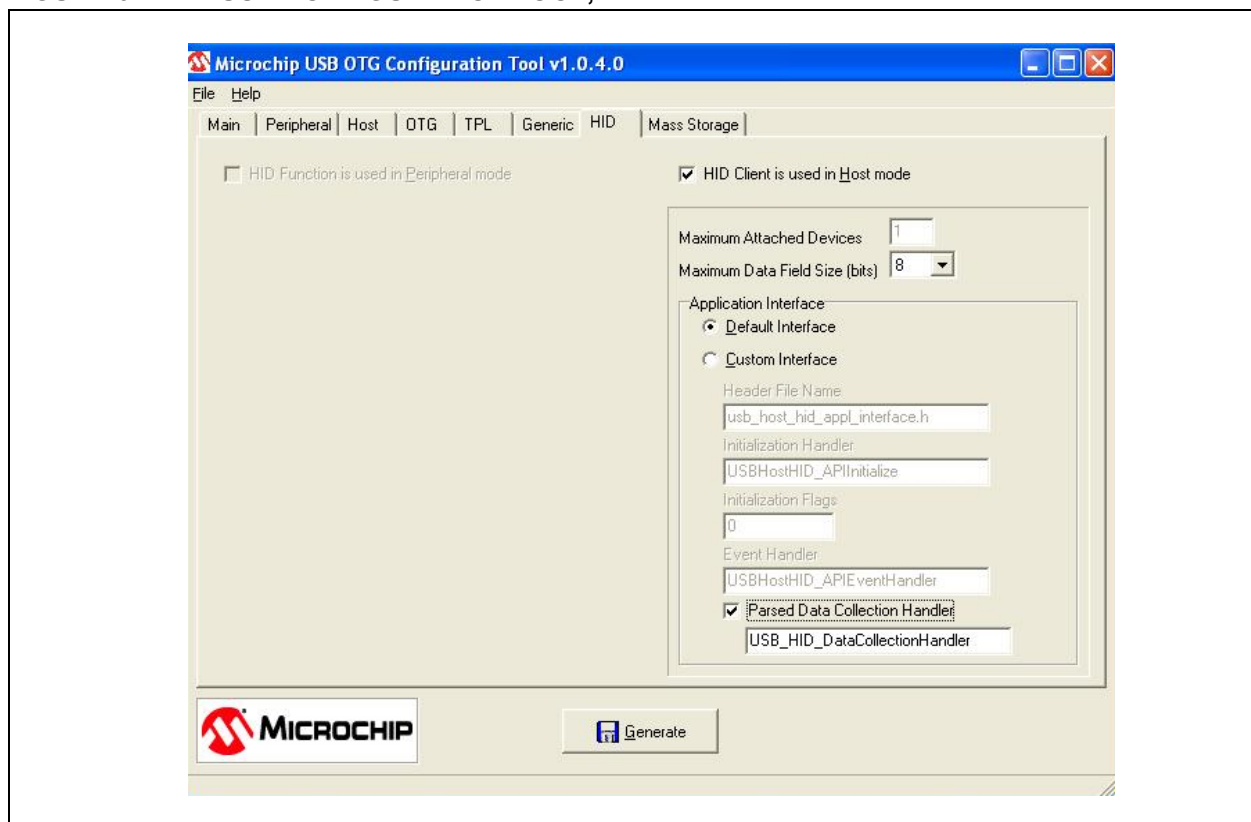 Microchip USB OTG Configuration Tool v1.0.4.0
File Help
Main Peripheral Host OTG TPL Generic HID Mass Storage
HID Function is used in Peripheral mode
HID Client is used in Host mode
Maximum Attached Devices 1
Maximum Data Field Size (bits) 8
Application Interface
Default Interface
Custom Interface
Header File Name
usb_host_hid_appl_interface.h
Initialization Handler
USBHostHID_APIInitialize
Initialization Flags
0
Event Handler
USBHostHID_APIEventHandler
Parsed Data Collection Handler
USB_HID_DataCollectionHandler
MICROCHIP
Generate